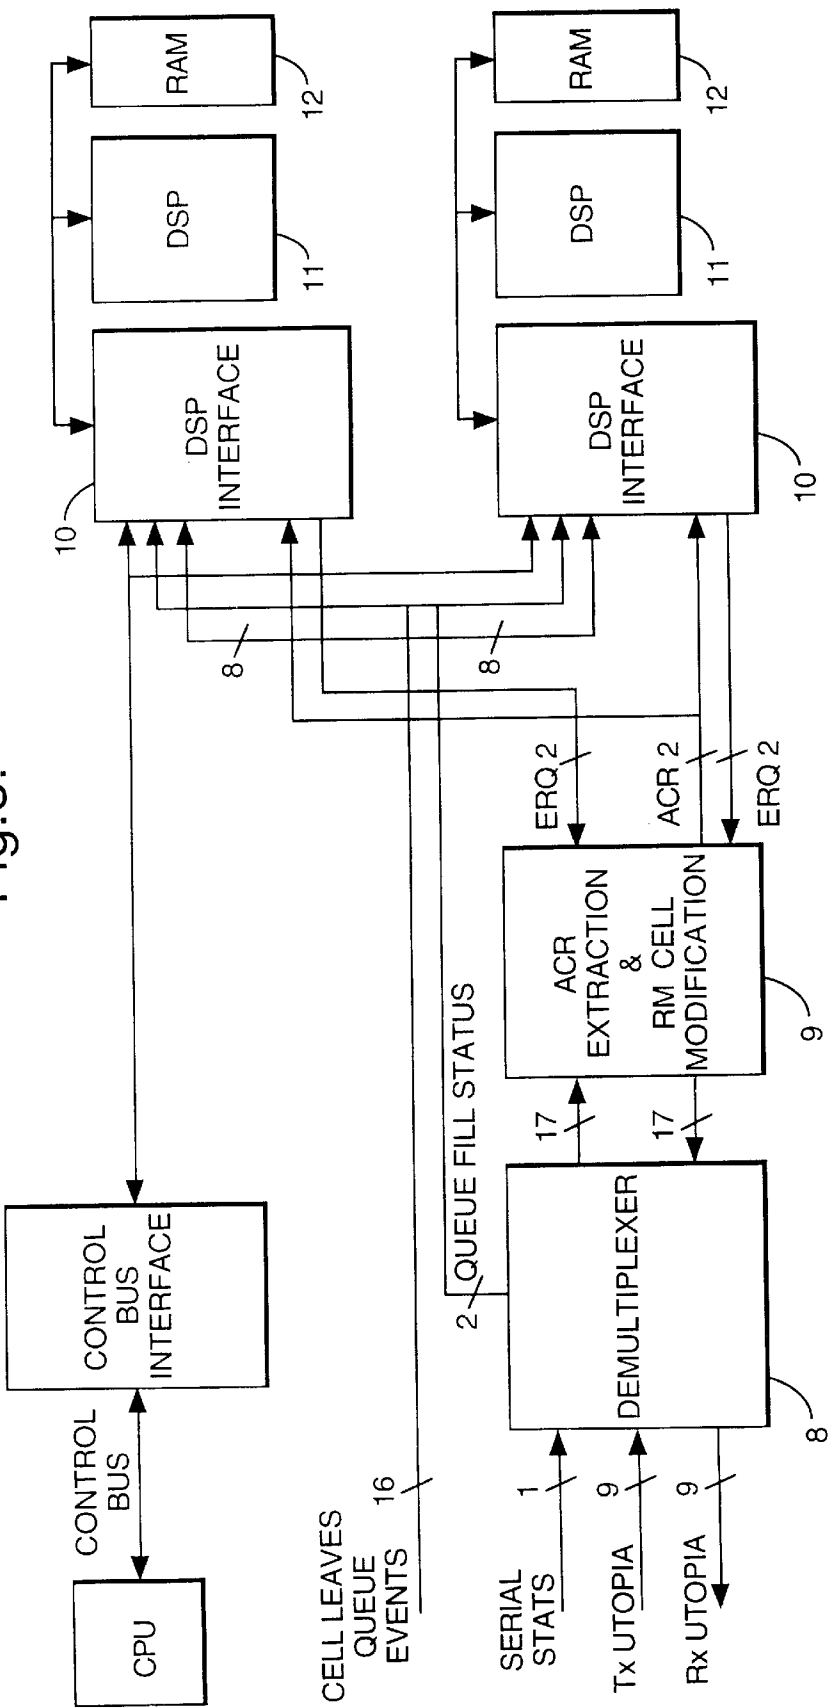 Fig.3.
CPU
CONTROL
BUS
CONTROL
BUS
INTERFACE
10
DSP
INTERFACE
DSP
11
RAM
12
CELL LEAVES
QUEUE
EVENTS
16
8
8
2
QUEUE FILL STATUS
SERIAL
STATS
1
Tx UTOPIA
9
Rx UTOPIA
9
DEMULTIPLEXER
8
17
17
ACR
EXTRACTION
&
RM CELL
MODIFICATION
9
ERQ 2
ACR 2
ERQ 2
DSP
INTERFACE
10
DSP
11
RAM
12